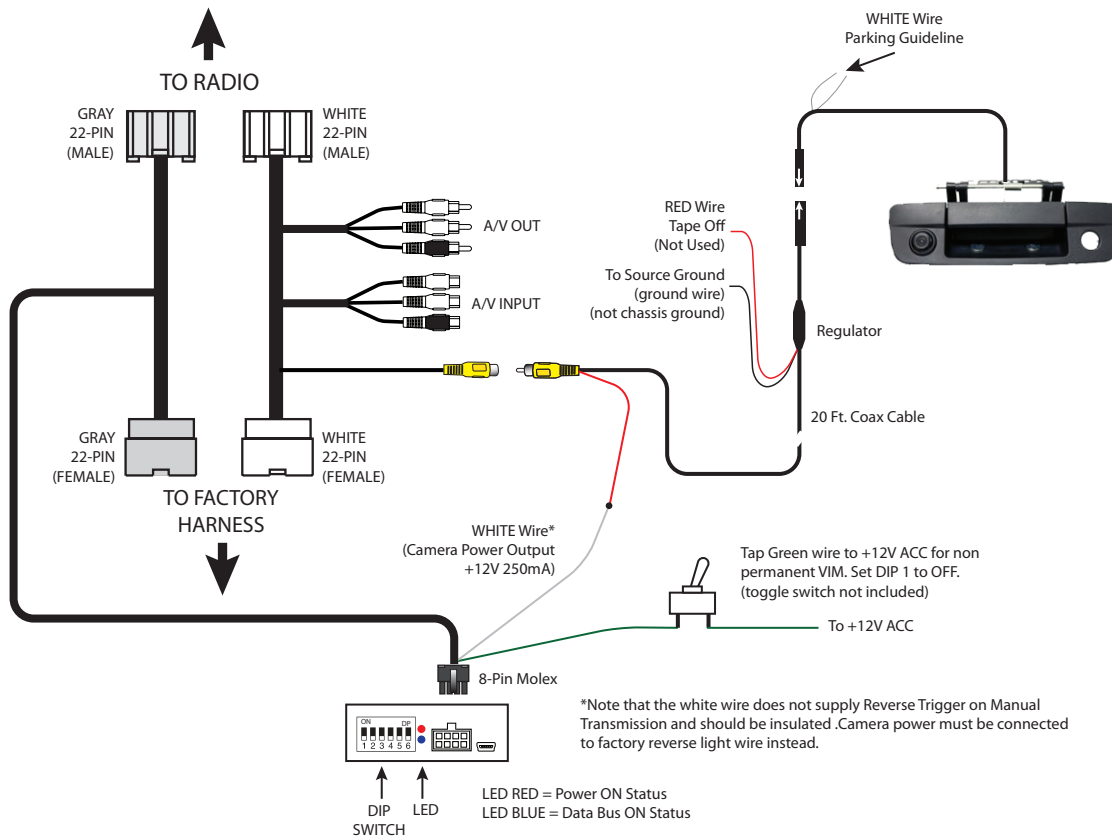 TO RADIO
GRAY
22-PIN
(MALE)
WHITE
22-PIN
(MALE)
WHITE Wire
Parking Guideline
A/V OUT
A/V INPUT
RED Wire
Tape Off
(Not Used)
To Source Ground
(ground wire)
(not chassis ground)
Regulator
20 Ft. Coax Cable
GRAY
22-PIN
(FEMALE)
WHITE
22-PIN
(FEMALE)
TO FACTORY
HARNESS
WHITE Wire*
(Camera Power Output
+12V 250mA)
Tap Green wire to +12V ACC for non
permanent VIM. Set DIP 1 to OFF.
(toggle switch not included)
To +12V ACC
8-Pin Molex
*Note that the white wire does not supply Reverse Trigger on Manual
Transmission and should be insulated .Camera power must be connected
to factory reverse light wire instead.
ON DP
1 2 3 4 5 6
DIP
SWITCH
LED
LED RED = Power ON Status
LED BLUE = Data Bus ON Status